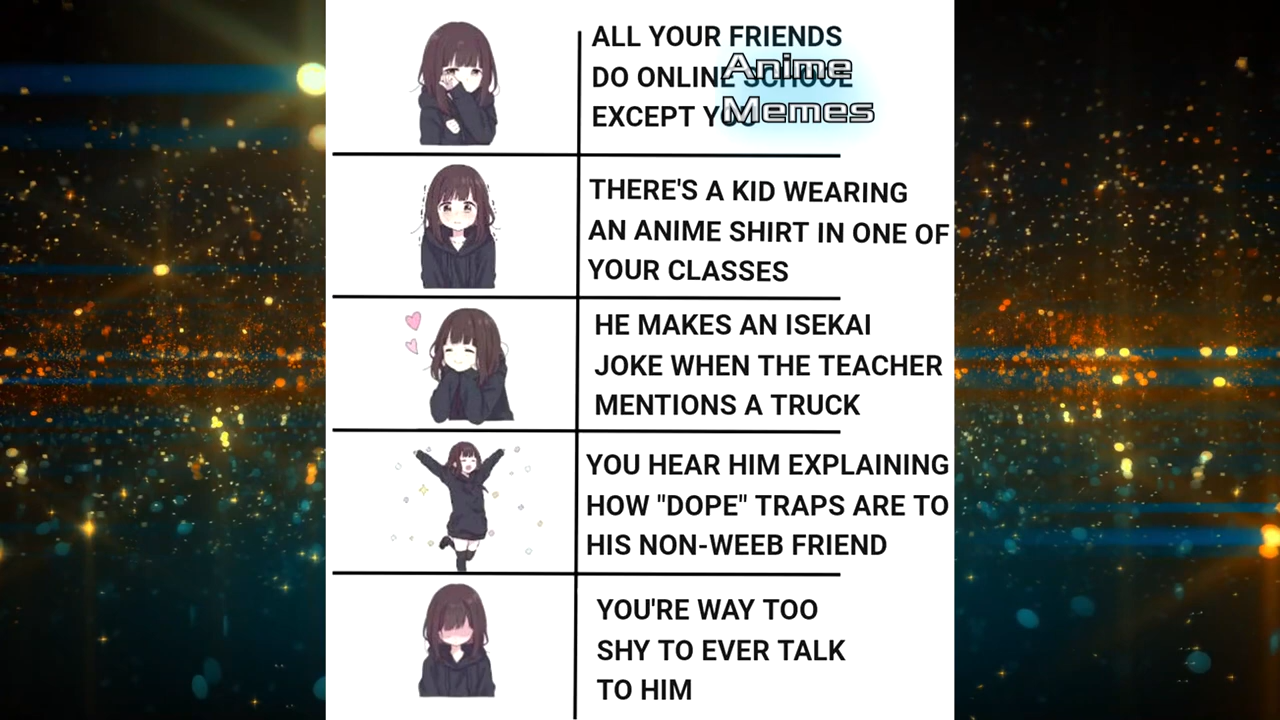 ALL YOUR FRIENDS
DO ONLINE SCHOOL
EXCEPT YOU
Anime
Memes
THERE'S A KID WEARING
AN ANIME SHIRT IN ONE OF
YOUR CLASSES
HE MAKES AN ISEKAI
JOKE WHEN THE TEACHER
MENTIONS A TRUCK
YOU HEAR HIM EXPLAINING
HOW "DOPE" TRAPS ARE TO
HIS NON-WEEB FRIEND
YOU'RE WAY TOO
SHY TO EVER TALK
TO HIM